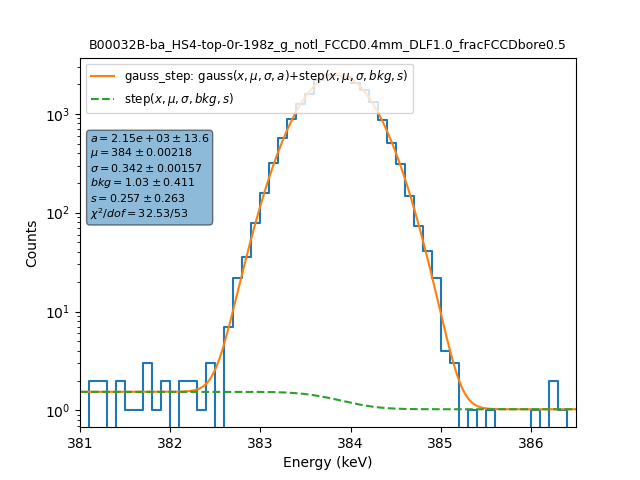 B00032B-ba_HS4-top-0r-198z_g_notl_FCCD0.4mm_DLF1.0_fracFCCDbore0.5
gauss_step: gauss(x, μ, σ, a)+step(x, μ, σ, bkg, s)
step(x, μ, σ, bkg, s)
a = 2.15e + 03 ± 13.6
μ = 384 ± 0.00218
σ = 0.342 ± 0.00157
bkg = 1.03 ± 0.411
s = 0.257 ± 0.263
χ²/dof = 32.53/53
10³
10²
10¹
10⁰
Counts
381 382 383 384 385 386
Energy (keV)